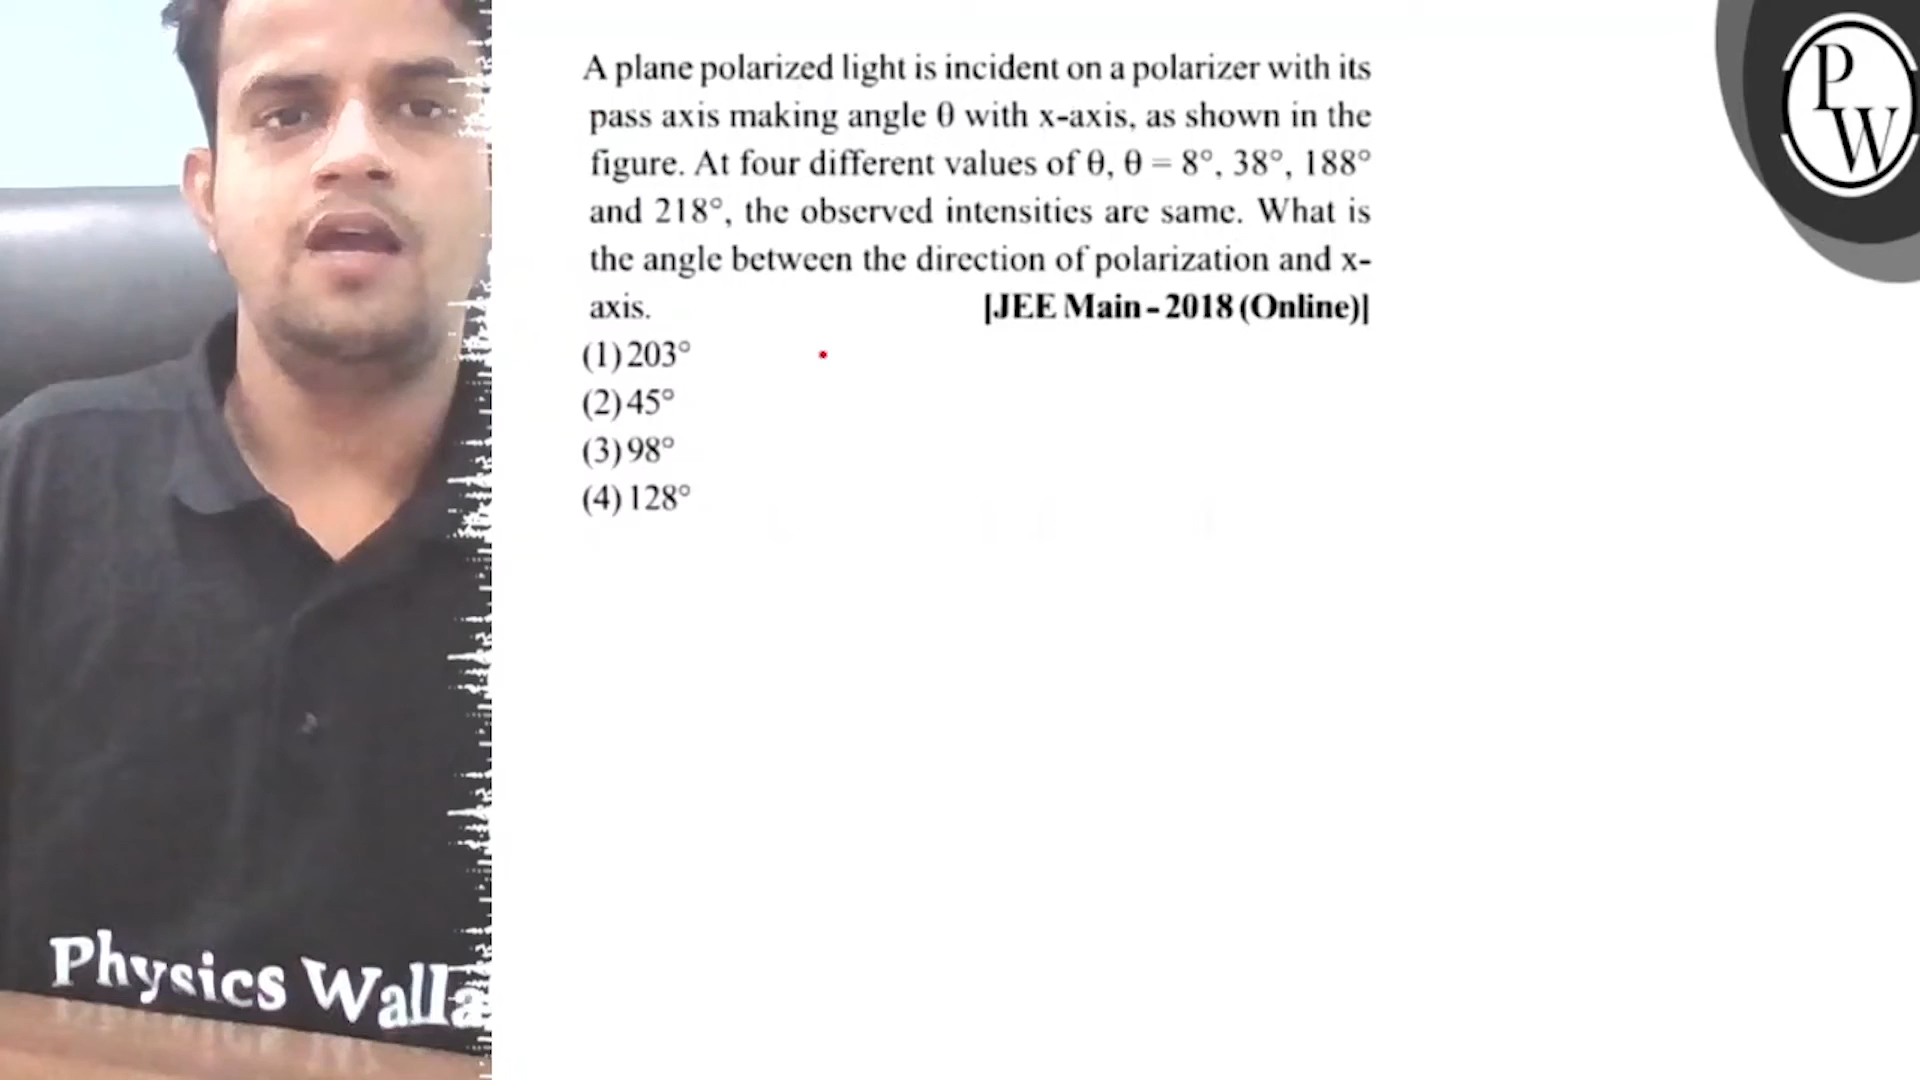 A plane polarized light is incident on a polarizer with its
pass axis making angle θ with x-axis, as shown in the
figure. At four different values of θ, θ = 8°, 38°, 188°
and 218°, the observed intensities are same. What is
the angle between the direction of polarization and x-
axis. [JEE Main - 2018 (Online)]
(1) 203°
(2) 45°
(3) 98°
(4) 128°
PW
Physics Walla